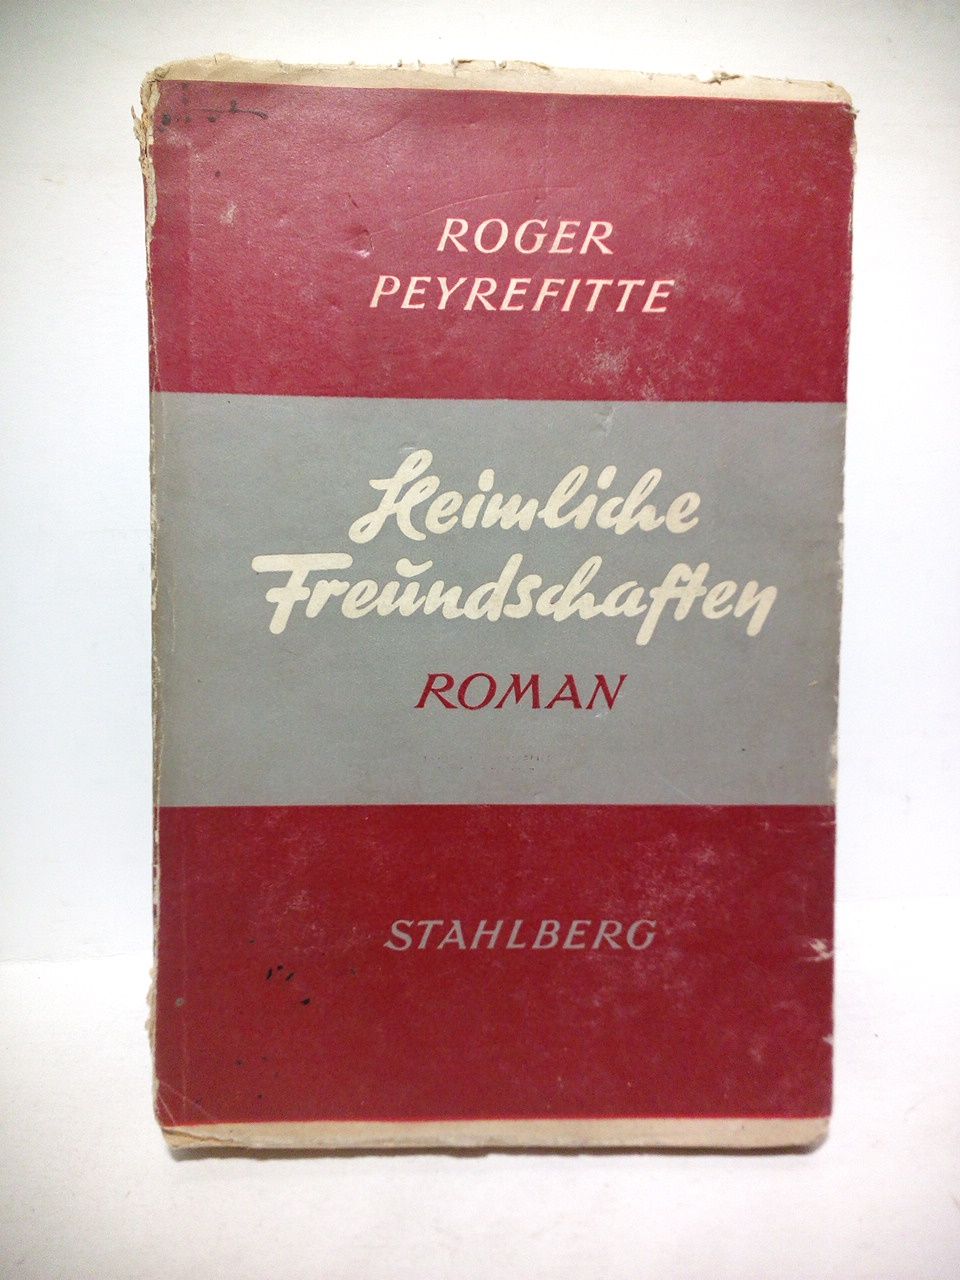 ROGER
PEYREFITTE
Heimliche
Freundschaften
ROMAN
STAHLBERG